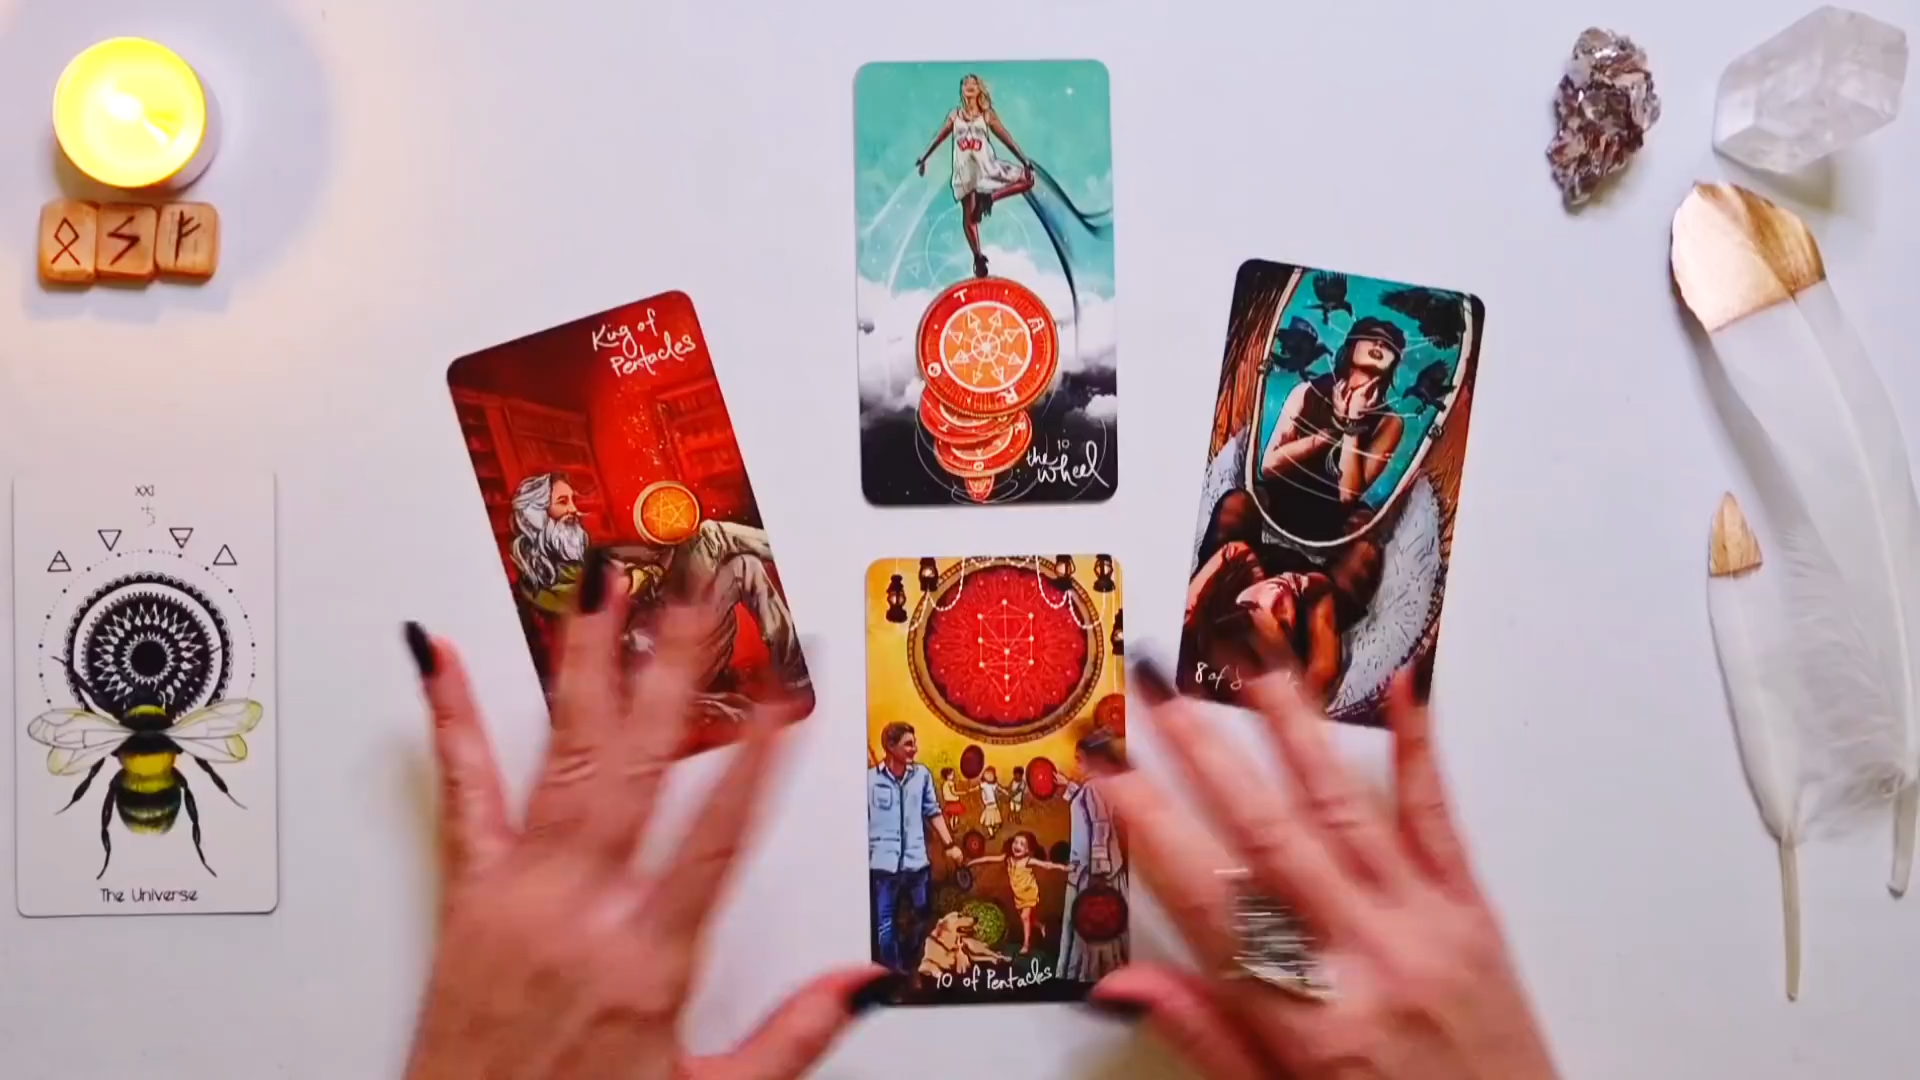 XXI
The Universe
King of
Pentacles
T A R O
10
the
Wheel
10 of Pentacles
8 of